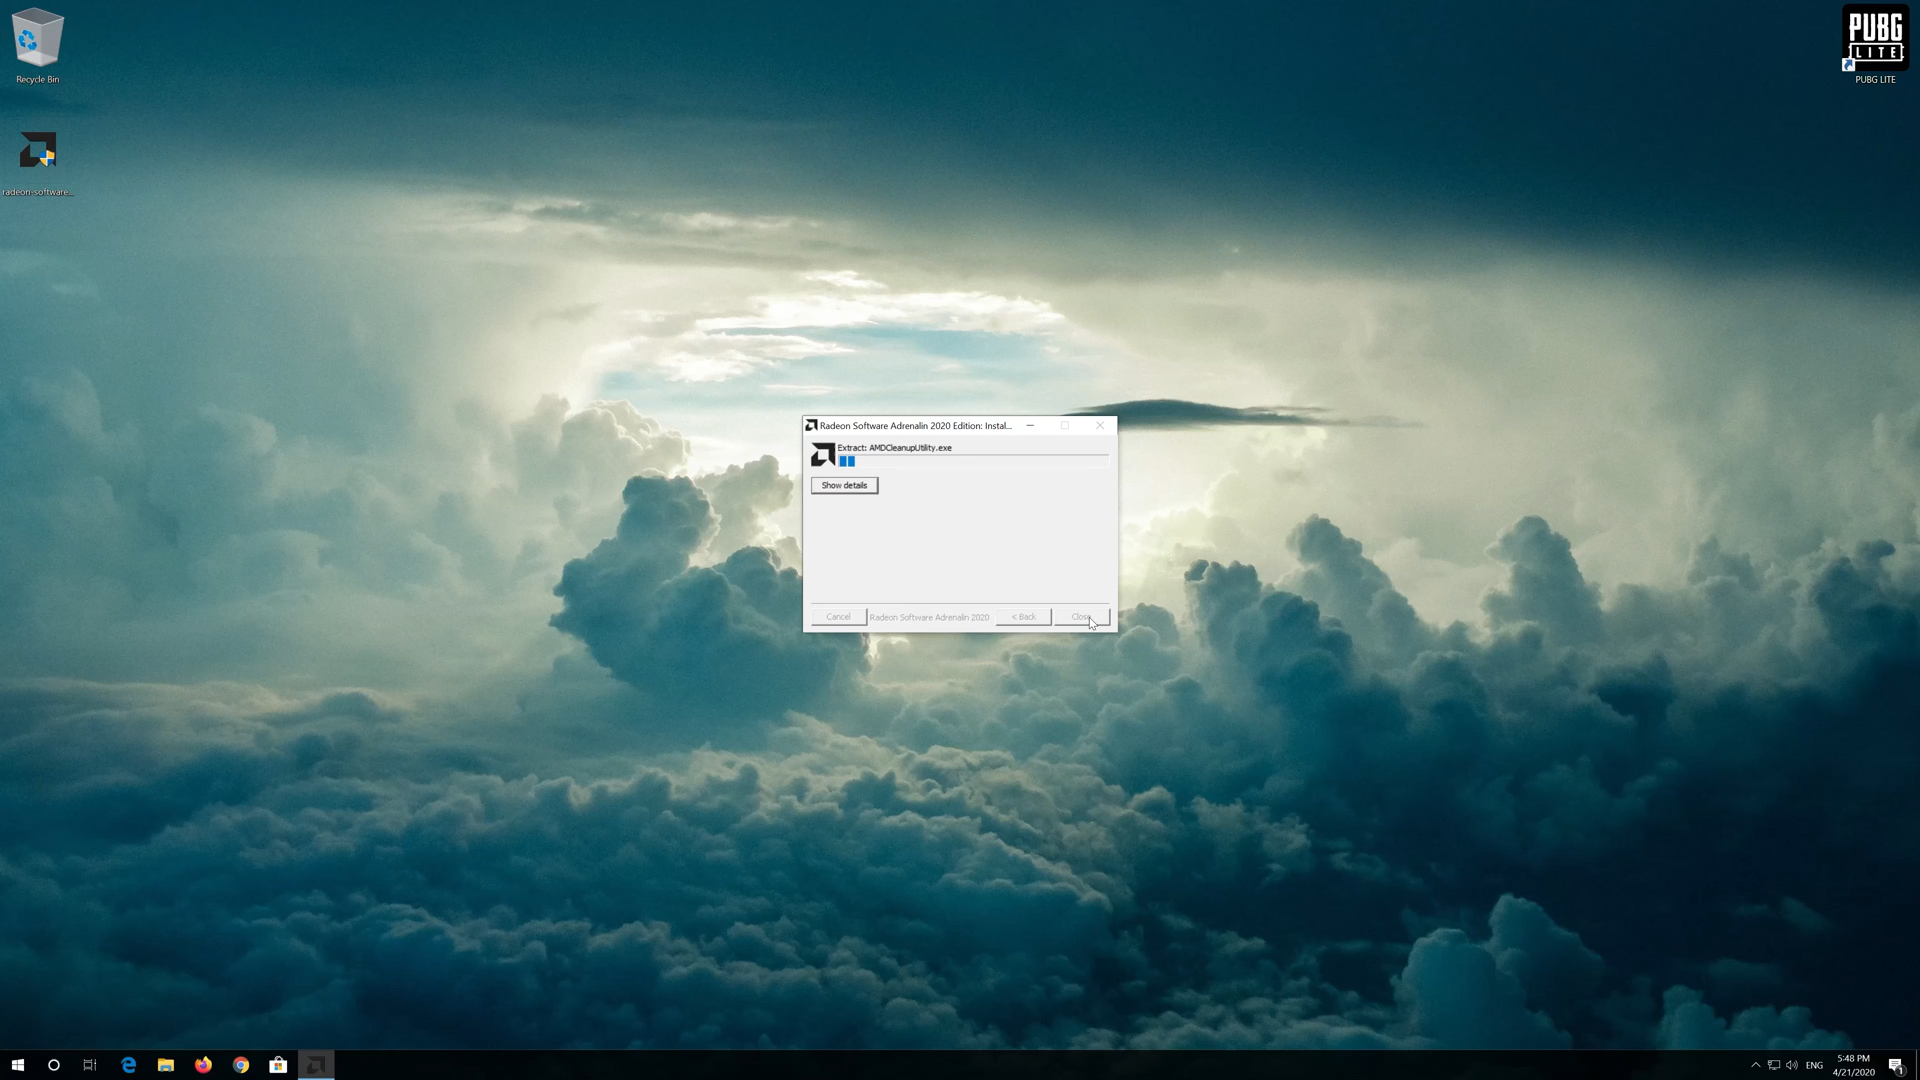 Recycle Bin
radeon-software...
PUBG
LITE
PUBG LITE
Radeon Software Adrenalin 2020 Edition: Instal...
Extract: AMDCleanupUtility.exe
Show details
Cancel
Radeon Software Adrenalin 2020
< Back
Close
ENG
5:48 PM
4/21/2020
1